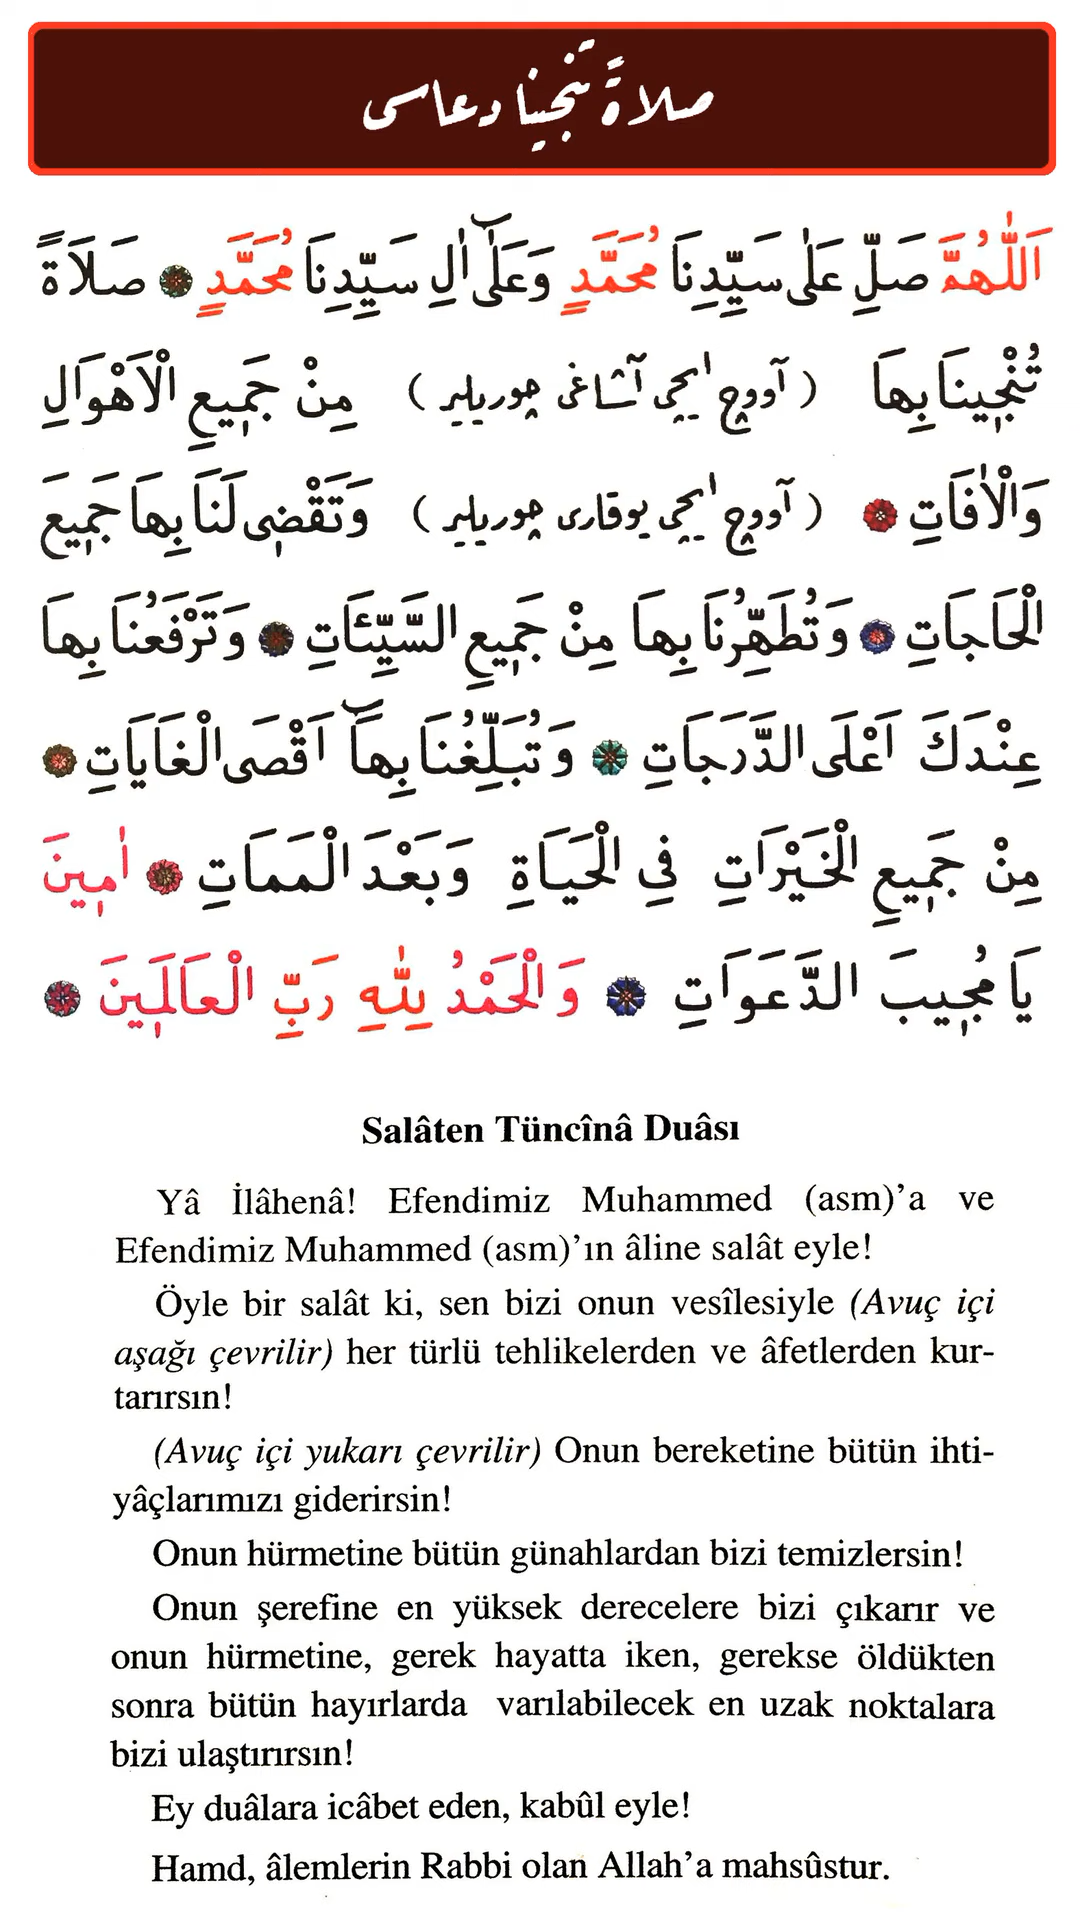 صلاةً تنجينا دعاسى
اَللّٰهُمَّ صَلِّ عَلٰى سَيِّدِنَا مُحَمَّدٍ وَعَلٰٓى اٰلِ سَيِّدِنَا مُحَمَّدٍ صَلَاةً
تُنْجِينَا بِهَا (آووچ ايچى آشاغى چوريلير) مِنْ جَمِيعِ الْاَهْوَالِ
وَالْاٰفَاتِ (آووچ ايچى يوقارى چوريلير) وَتَقْضِى لَنَا بِهَا جَمِيعَ
الْحَاجَاتِ وَتُطَهِّرُنَا بِهَا مِنْ جَمِيعِ السَّيِّئَاتِ وَتَرْفَعُنَا بِهَا
عِنْدَكَ اَعْلَى الدَّرَجَاتِ وَتُبَلِّغُنَا بِهَٓا اَقْصَى الْغَايَاتِ
مِنْ جَمِيعِ الْخَيْرَاتِ فِى الْحَيَاةِ وَبَعْدَ الْمَمَاتِ اٰمِينَ
يَا مُجِيبَ الدَّعَوَاتِ وَالْحَمْدُ لِلّٰهِ رَبِّ الْعَالَمِينَ
Salâten Tüncînâ Duâsı
Yâ İlâhenâ! Efendimiz Muhammed (asm)’a ve
Efendimiz Muhammed (asm)’ın âline salât eyle!
Öyle bir salât ki, sen bizi onun vesîlesiyle (Avuç içi
aşağı çevrilir) her türlü tehlikelerden ve âfetlerden kur-
tarırsın!
(Avuç içi yukarı çevrilir) Onun bereketine bütün ihti-
yâçlarımızı giderirsin!
Onun hürmetine bütün günahlardan bizi temizlersin!
Onun şerefine en yüksek derecelere bizi çıkarır ve
onun hürmetine, gerek hayatta iken, gerekse öldükten
sonra bütün hayırlarda varılabilecek en uzak noktalara
bizi ulaştırırsın!
Ey duâlara icâbet eden, kabûl eyle!
Hamd, âlemlerin Rabbi olan Allah’a mahsûstur.